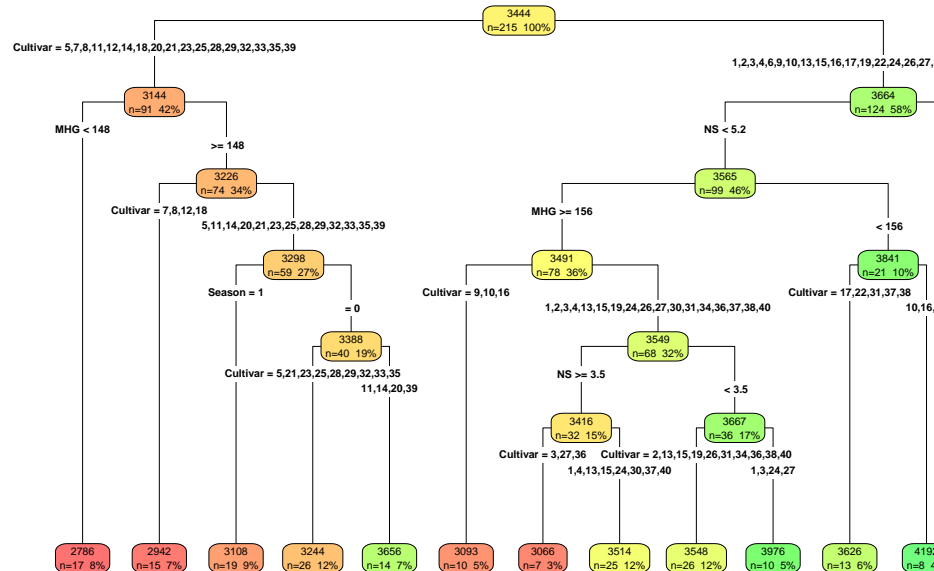 3444
n=215 100%
Cultivar = 5,7,8,11,12,14,18,20,21,23,25,28,29,32,33,35,39
1,2,3,4,6,9,10,13,15,16,17,19,22,24,26,27,
3144
n=91 42%
3664
n=124 58%
MHG < 148
>= 148
NS < 5.2
3226
n=74 34%
3565
n=99 46%
Cultivar = 7,8,12,18
5,11,14,20,21,23,25,28,29,32,33,35,39
MHG >= 156
< 156
3298
n=59 27%
3491
n=78 36%
3841
n=21 10%
Season = 1
= 0
Cultivar = 9,10,16
1,2,3,4,13,15,19,24,26,27,30,31,34,36,37,38,40
Cultivar = 17,22,31,37,38
10,16,
3388
n=40 19%
3549
n=68 32%
Cultivar = 5,21,23,25,28,29,32,33,35
11,14,20,39
NS >= 3.5
< 3.5
3416
n=32 15%
3667
n=36 17%
Cultivar = 3,27,36
1,4,13,15,24,30,37,40
Cultivar = 2,13,15,19,26,31,34,36,38,40
1,3,24,27
2786
n=17 8%
2942
n=15 7%
3108
n=19 9%
3244
n=26 12%
3656
n=14 7%
3093
n=10 5%
3066
n=7 3%
3514
n=25 12%
3548
n=26 12%
3976
n=10 5%
3626
n=13 6%
4192
n=8 4